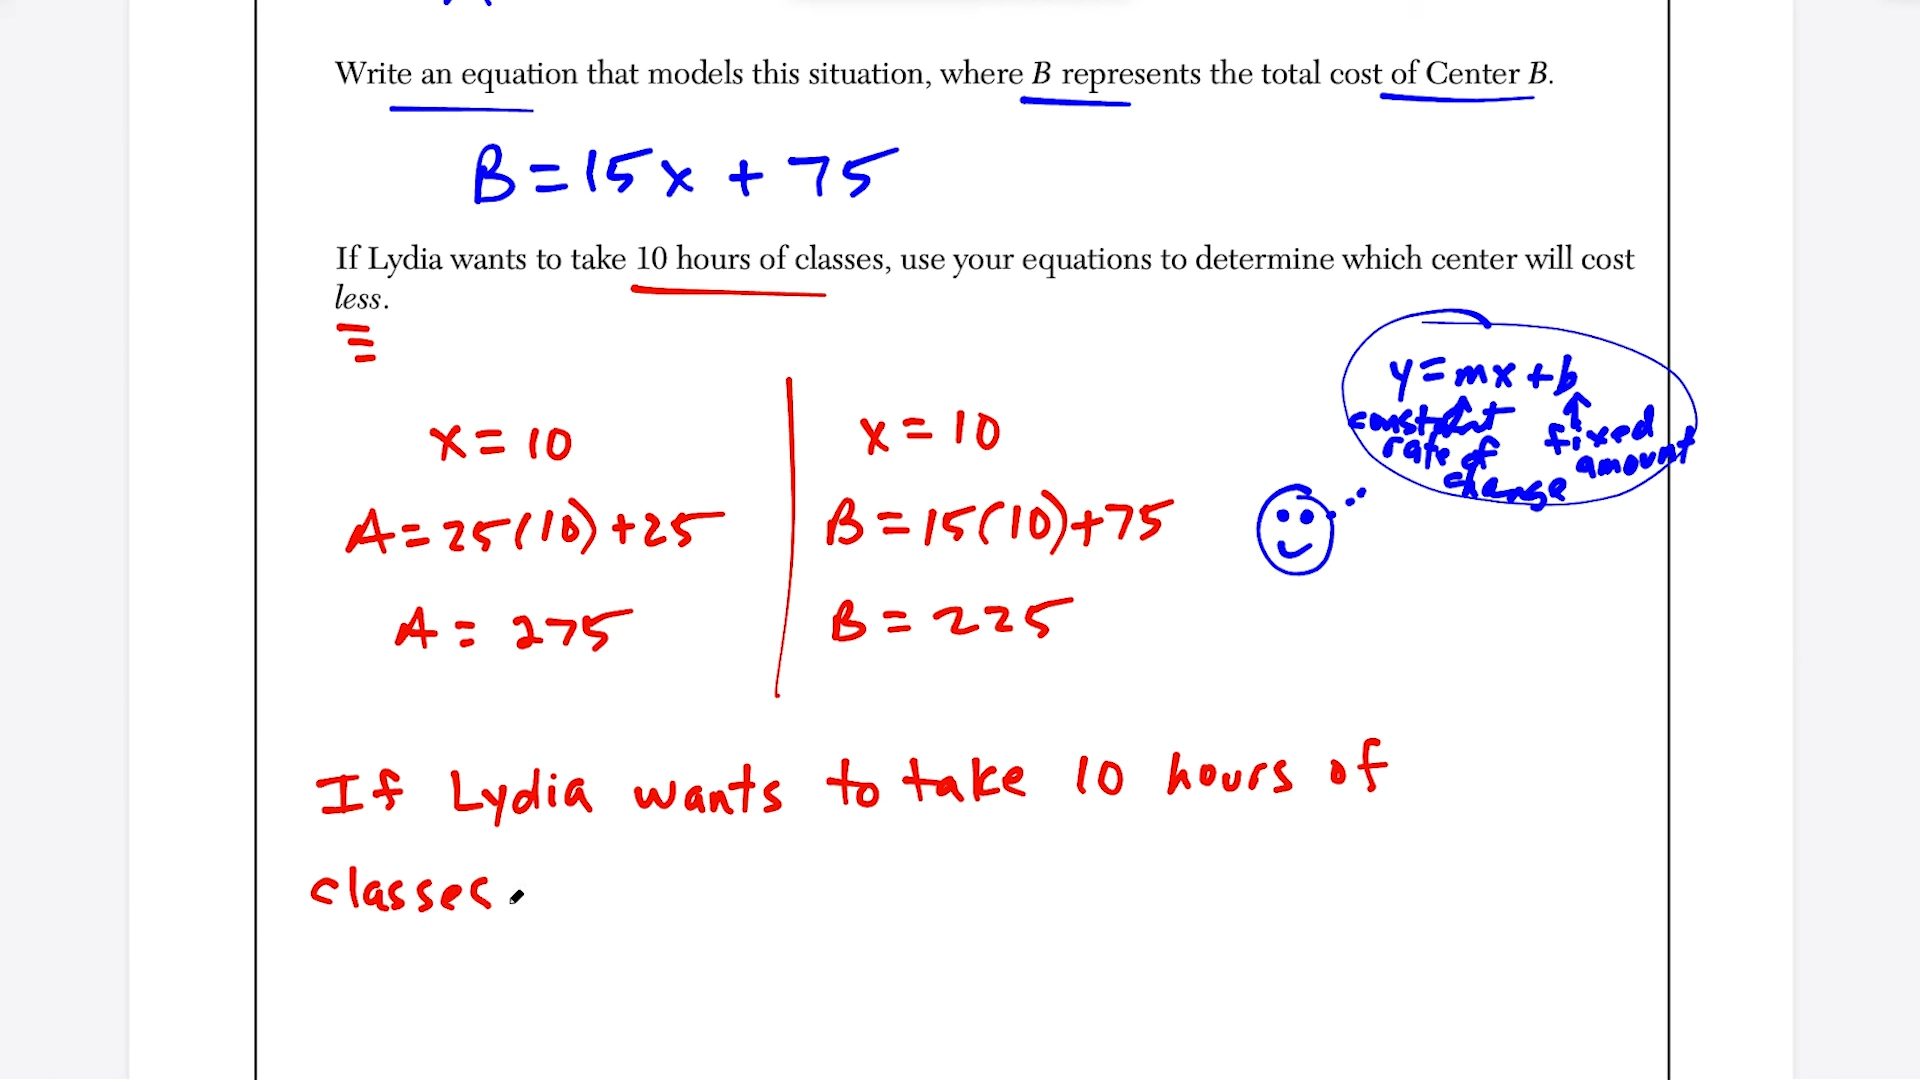 Write an equation that models this situation, where B represents the total cost of Center B.
B = 15x + 75
If Lydia wants to take 10 hours of classes, use your equations to determine which center will cost
less.
x = 10
A = 25(10) + 25
A = 275
x = 10
B = 15(10) + 75
B = 225
y = mx + b
constant
rate of
change
fixed
amount
If Lydia wants to take 10 hours of
classes,